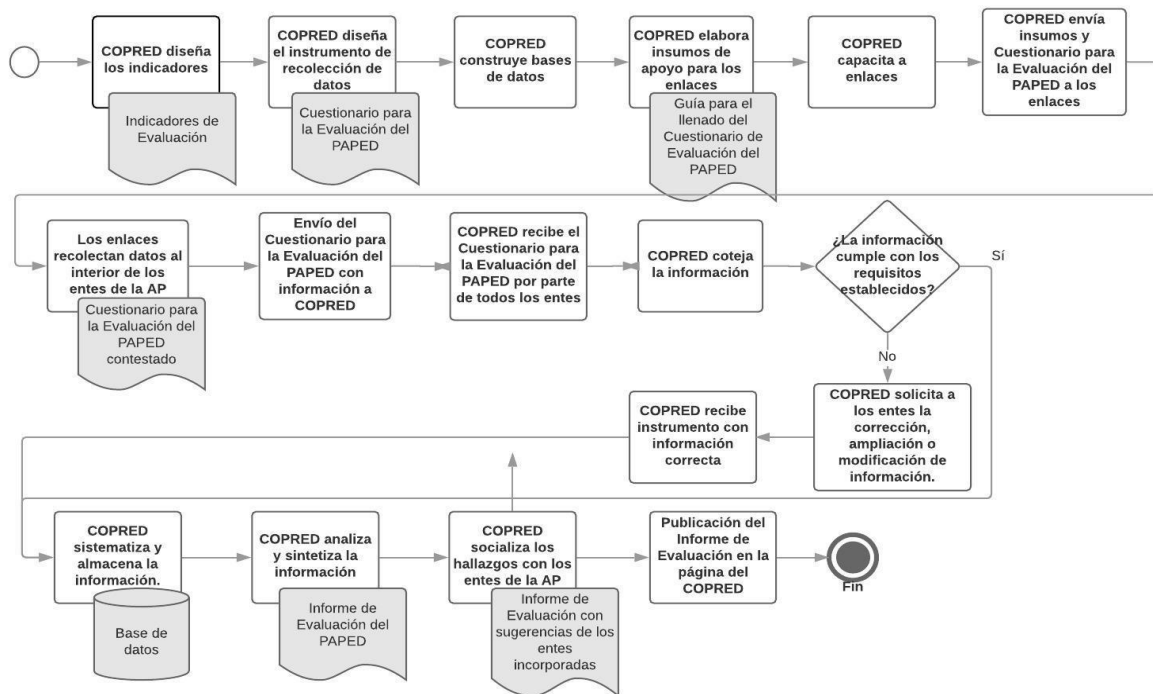 COPRED diseña
los indicadores
Indicadores de
Evaluación
COPRED diseña
el instrumento de
recolección de
datos
Cuestionario para
la Evaluación del
PAPED
COPRED
construye bases
de datos
COPRED elabora
insumos de
apoyo para los
enlaces
Guía para el
llenado del
Cuestionario de
Evaluación del
PAPED
COPRED
capacita a
enlaces
COPRED envía
insumos y
Cuestionario para
la Evaluación del
PAPED a los
enlaces
Los enlaces
recolectan datos al
interior de los
entes de la AP
Cuestionario para
la Evaluación del
PAPED
contestado
Envío del
Cuestionario para
la Evaluación del
PAPED con
información a
COPRED
COPRED recibe el
Cuestionario para
la Evaluación del
PAPED por parte
de todos los entes
COPRED coteja
la información
¿La información
cumple con los
requisitos
establecidos?
Sí
No
COPRED solicita a
los entes la
corrección,
ampliación o
modificación de
información.
COPRED recibe
instrumento con
información
correcta
COPRED
sistematiza y
almacena la
información.
Base de
datos
COPRED analiza
y sintetiza la
información
Informe de
Evaluación del
PAPED
COPRED
socializa los
hallazgos con los
entes de la AP
Informe de
Evaluación con
sugerencias de los
entes
incorporadas
Publicación del
Informe de
Evaluación en la
página del
COPRED
Fin